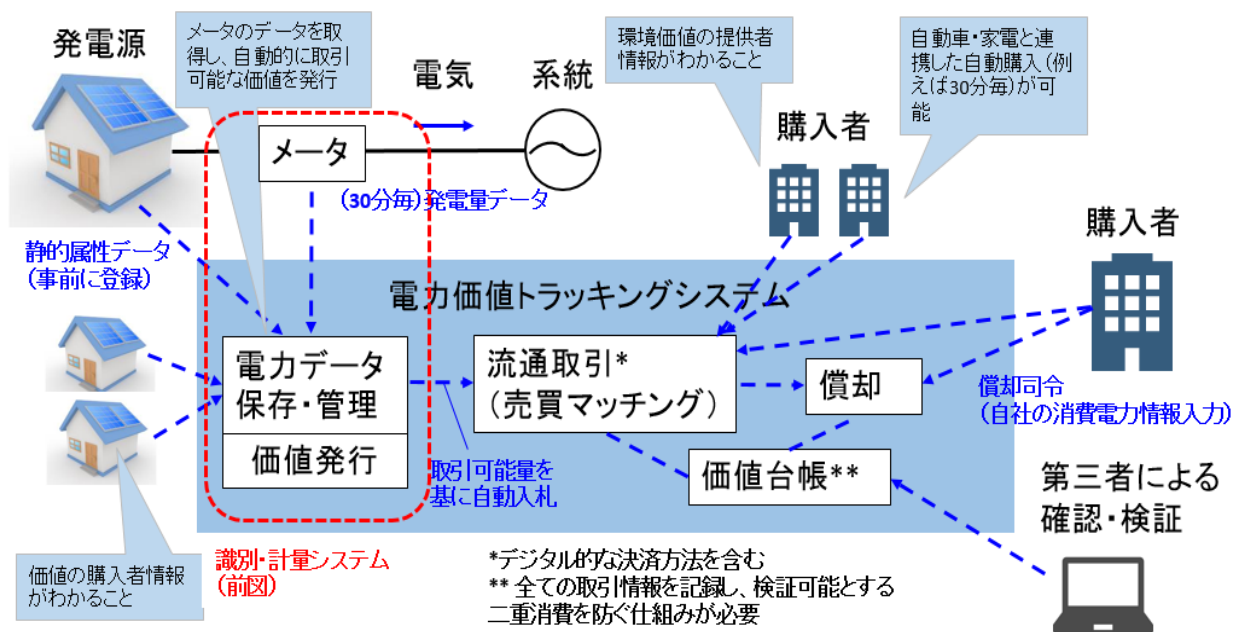 発電源
メータのデータを取
得し、自動的に取引
可能な価値を発行
電気
系統
環境価値の提供者
情報がわかること
自動車・家電と連
携した自動購入(例
えば30分毎)が可
能
購入者
メータ
(30分毎)発電量データ
購入者
静的属性データ
(事前に登録)
電力価値トラッキングシステム
電力データ
保存・管理
価値発行
流通取引*
(売買マッチング)
償却
償却司令
(自社の消費電力情報入力)
取引可能量を
基に自動入札
価値台帳**
第三者による
確認・検証
価値の購入者情報
がわかること
識別・計量システム
(前図)
*デジタル的な決済方法を含む
** 全ての取引情報を記録し、検証可能とする
二重消費を防ぐ仕組みが必要